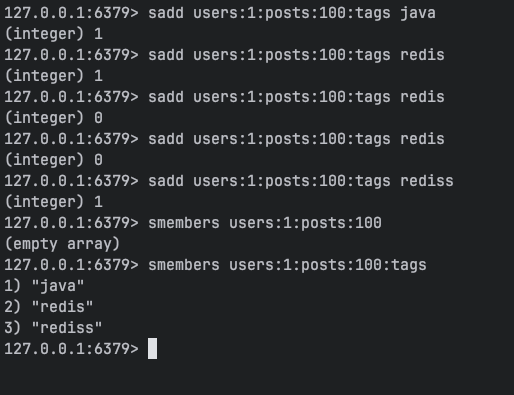 127.0.0.1:6379> sadd users:1:posts:100:tags java
(integer) 1
127.0.0.1:6379> sadd users:1:posts:100:tags redis
(integer) 1
127.0.0.1:6379> sadd users:1:posts:100:tags redis
(integer) 0
127.0.0.1:6379> sadd users:1:posts:100:tags redis
(integer) 0
127.0.0.1:6379> sadd users:1:posts:100:tags rediss
(integer) 1
127.0.0.1:6379> smembers users:1:posts:100
(empty array)
127.0.0.1:6379> smembers users:1:posts:100:tags
1) "java"
2) "redis"
3) "rediss"
127.0.0.1:6379>